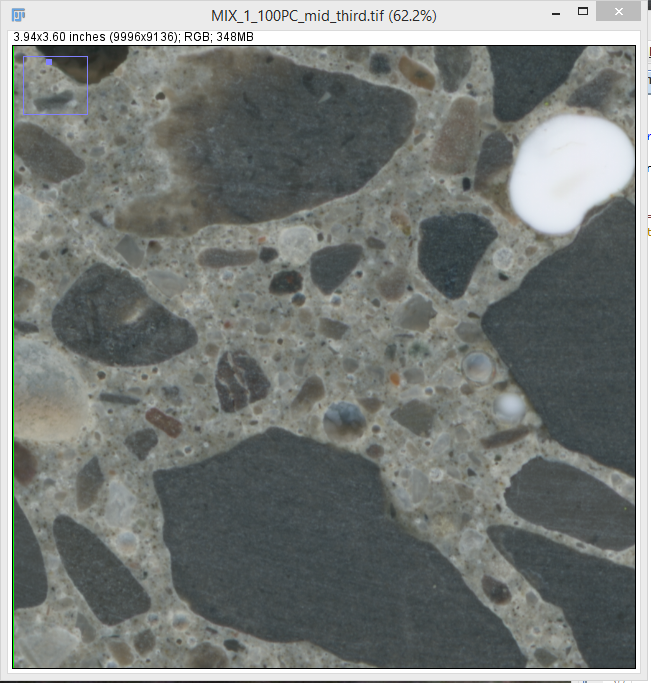 MIX_1_100PC_mid_third.tif (62.2%)
3.94x3.60 inches (9996x9136); RGB; 348MB